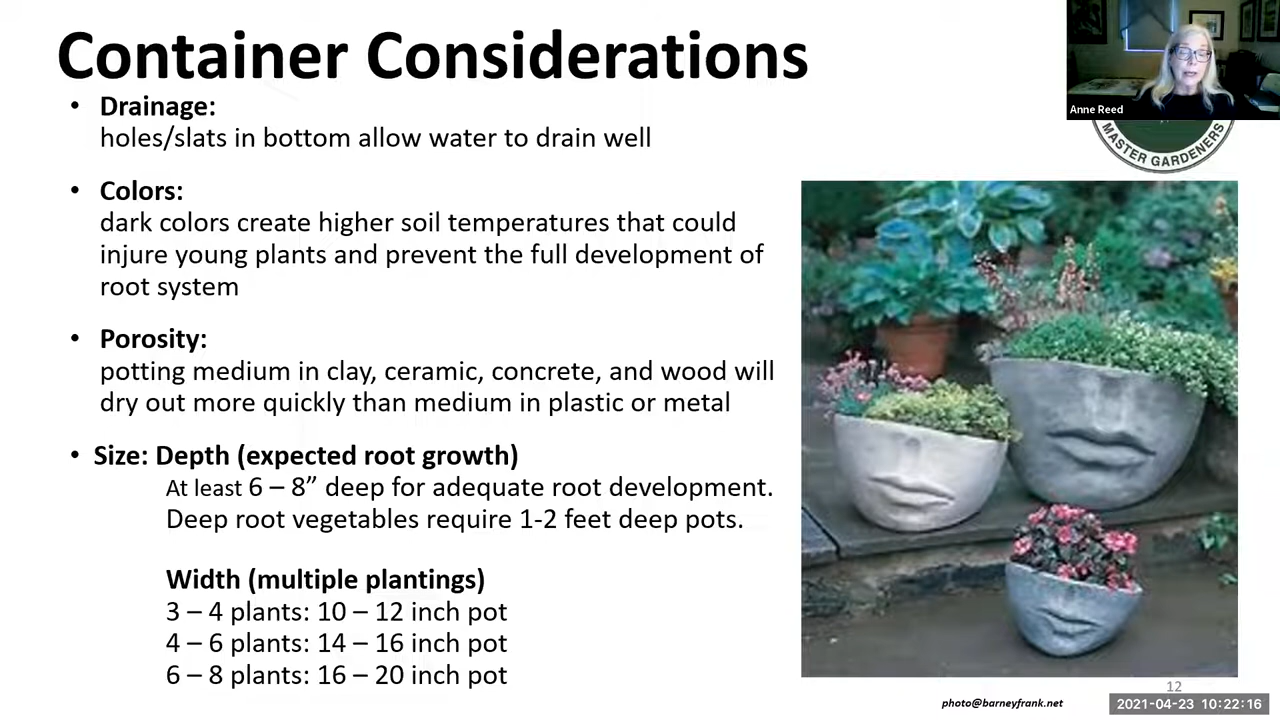 Container Considerations
Anne Reed
MASTER GARDENERS
• Drainage:
holes/slats in bottom allow water to drain well
• Colors:
dark colors create higher soil temperatures that could
injure young plants and prevent the full development of
root system
• Porosity:
potting medium in clay, ceramic, concrete, and wood will
dry out more quickly than medium in plastic or metal
• Size: Depth (expected root growth)
At least 6 – 8” deep for adequate root development.
Deep root vegetables require 1-2 feet deep pots.
Width (multiple plantings)
3 – 4 plants: 10 – 12 inch pot
4 – 6 plants: 14 – 16 inch pot
6 – 8 plants: 16 – 20 inch pot
12
photo@barneyfrank.net
2021-04-23 10:22:16